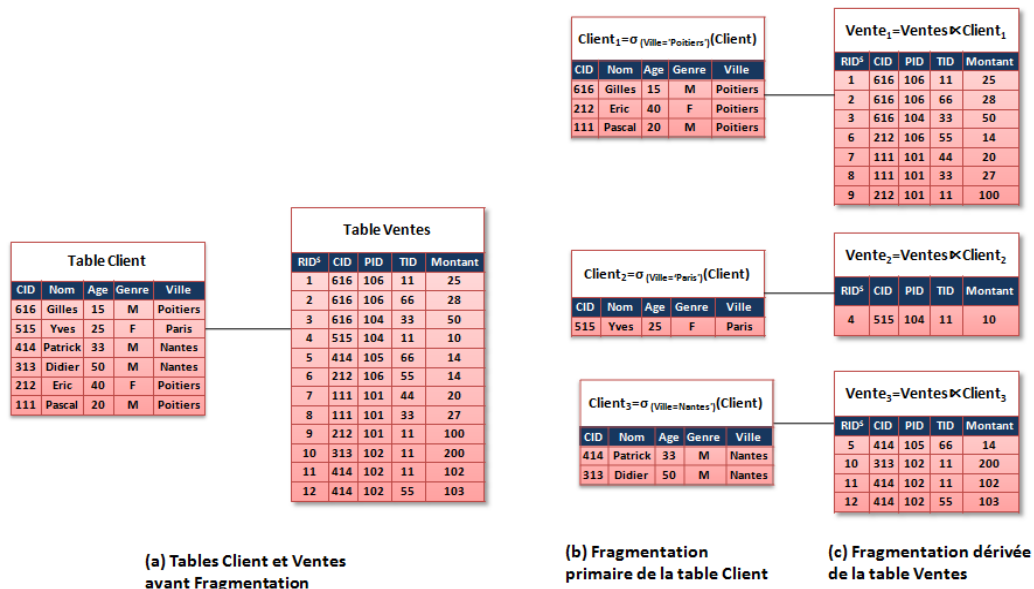 Table Client
CID Nom Age Genre Ville
616 Gilles 15 M Poitiers
515 Yves 25 F Paris
414 Patrick 33 M Nantes
313 Didier 50 M Nantes
212 Eric 40 F Poitiers
111 Pascal 20 M Poitiers
Table Ventes
RIDˢ CID PID TID Montant
1 616 106 11 25
2 616 106 66 28
3 616 104 33 50
4 515 104 11 10
5 414 105 66 14
6 212 106 55 14
7 111 101 44 20
8 111 101 33 27
9 212 101 11 100
10 313 102 11 200
11 414 102 11 102
12 414 102 55 103
(a) Tables Client et Ventes
avant Fragmentation
Client₁=σ(Ville='Poitiers')(Client)
CID Nom Age Genre Ville
616 Gilles 15 M Poitiers
212 Eric 40 F Poitiers
111 Pascal 20 M Poitiers
Client₂=σ(Ville='Paris')(Client)
CID Nom Age Genre Ville
515 Yves 25 F Paris
Client₃=σ(Ville=Nantes')(Client)
CID Nom Age Genre Ville
414 Patrick 33 M Nantes
313 Didier 50 M Nantes
(b) Fragmentation
primaire de la table Client
Vente₁=Ventes⋉Client₁
RIDˢ CID PID TID Montant
1 616 106 11 25
2 616 106 66 28
3 616 104 33 50
6 212 106 55 14
7 111 101 44 20
8 111 101 33 27
9 212 101 11 100
Vente₂=Ventes⋉Client₂
RIDˢ CID PID TID Montant
4 515 104 11 10
Vente₃=Ventes⋉Client₃
RIDˢ CID PID TID Montant
5 414 105 66 14
10 313 102 11 200
11 414 102 11 102
12 414 102 55 103
(c) Fragmentation dérivée
de la table Ventes